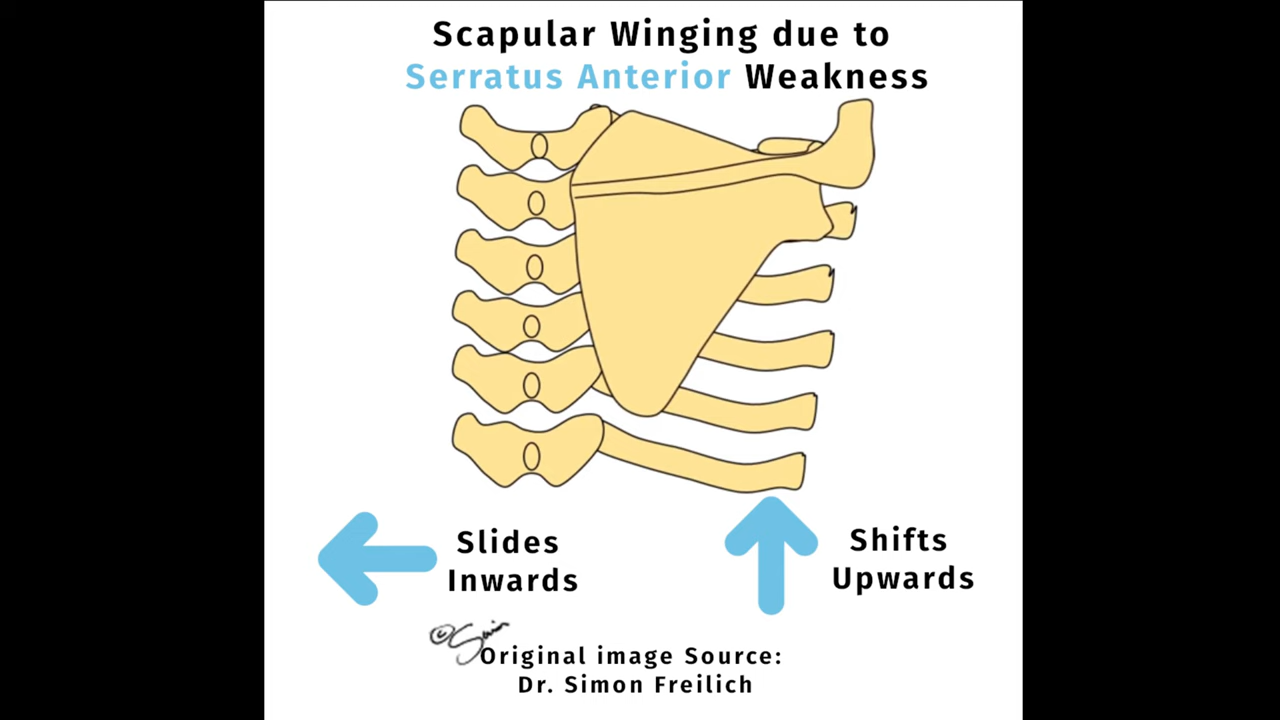 Scapular Winging due to
Serratus Anterior Weakness
Slides
Inwards
Shifts
Upwards
©
Original image Source:
Dr. Simon Freilich